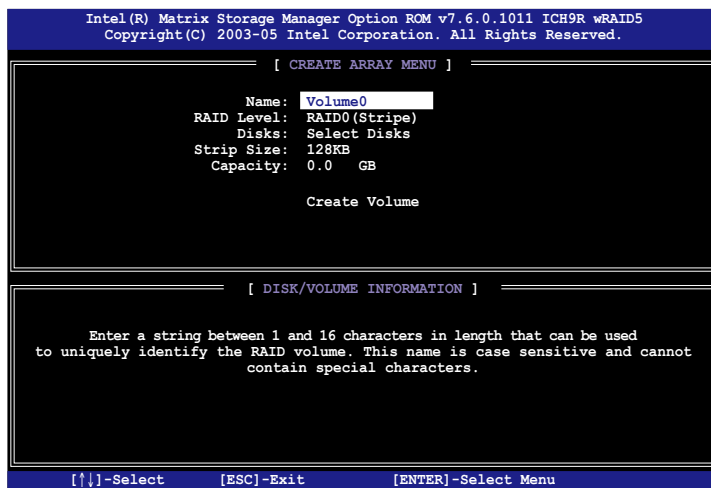 Intel(R) Matrix Storage Manager Option ROM v7.6.0.1011 ICH9R wRAID5
Copyright(C) 2003-05 Intel Corporation. All Rights Reserved.
[ CREATE ARRAY MENU ]
Name: Volume0
RAID Level: RAID0(Stripe)
Disks: Select Disks
Strip Size: 128KB
Capacity: 0.0 GB
Create Volume
[ DISK/VOLUME INFORMATION ]
Enter a string between 1 and 16 characters in length that can be used
to uniquely identify the RAID volume. This name is case sensitive and cannot
contain special characters.
[↑↓]-Select [ESC]-Exit [ENTER]-Select Menu